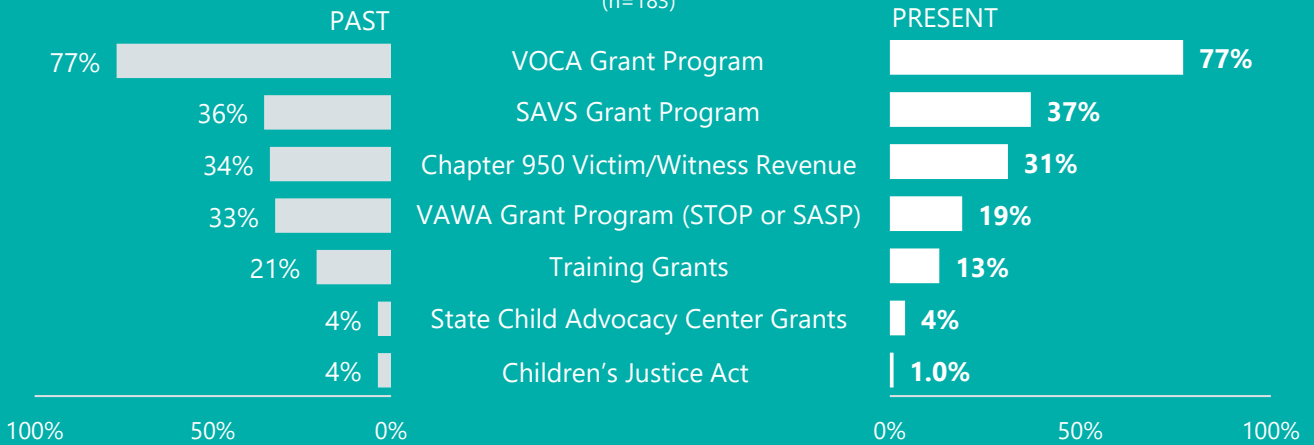 (n=183)
PAST PRESENT
77% VOCA Grant Program 77%
36% SAVS Grant Program 37%
34% Chapter 950 Victim/Witness Revenue 31%
33% VAWA Grant Program (STOP or SASP) 19%
21% Training Grants 13%
4% State Child Advocacy Center Grants 4%
4% Children’s Justice Act 1.0%
100% 50% 0% 0% 50% 100%